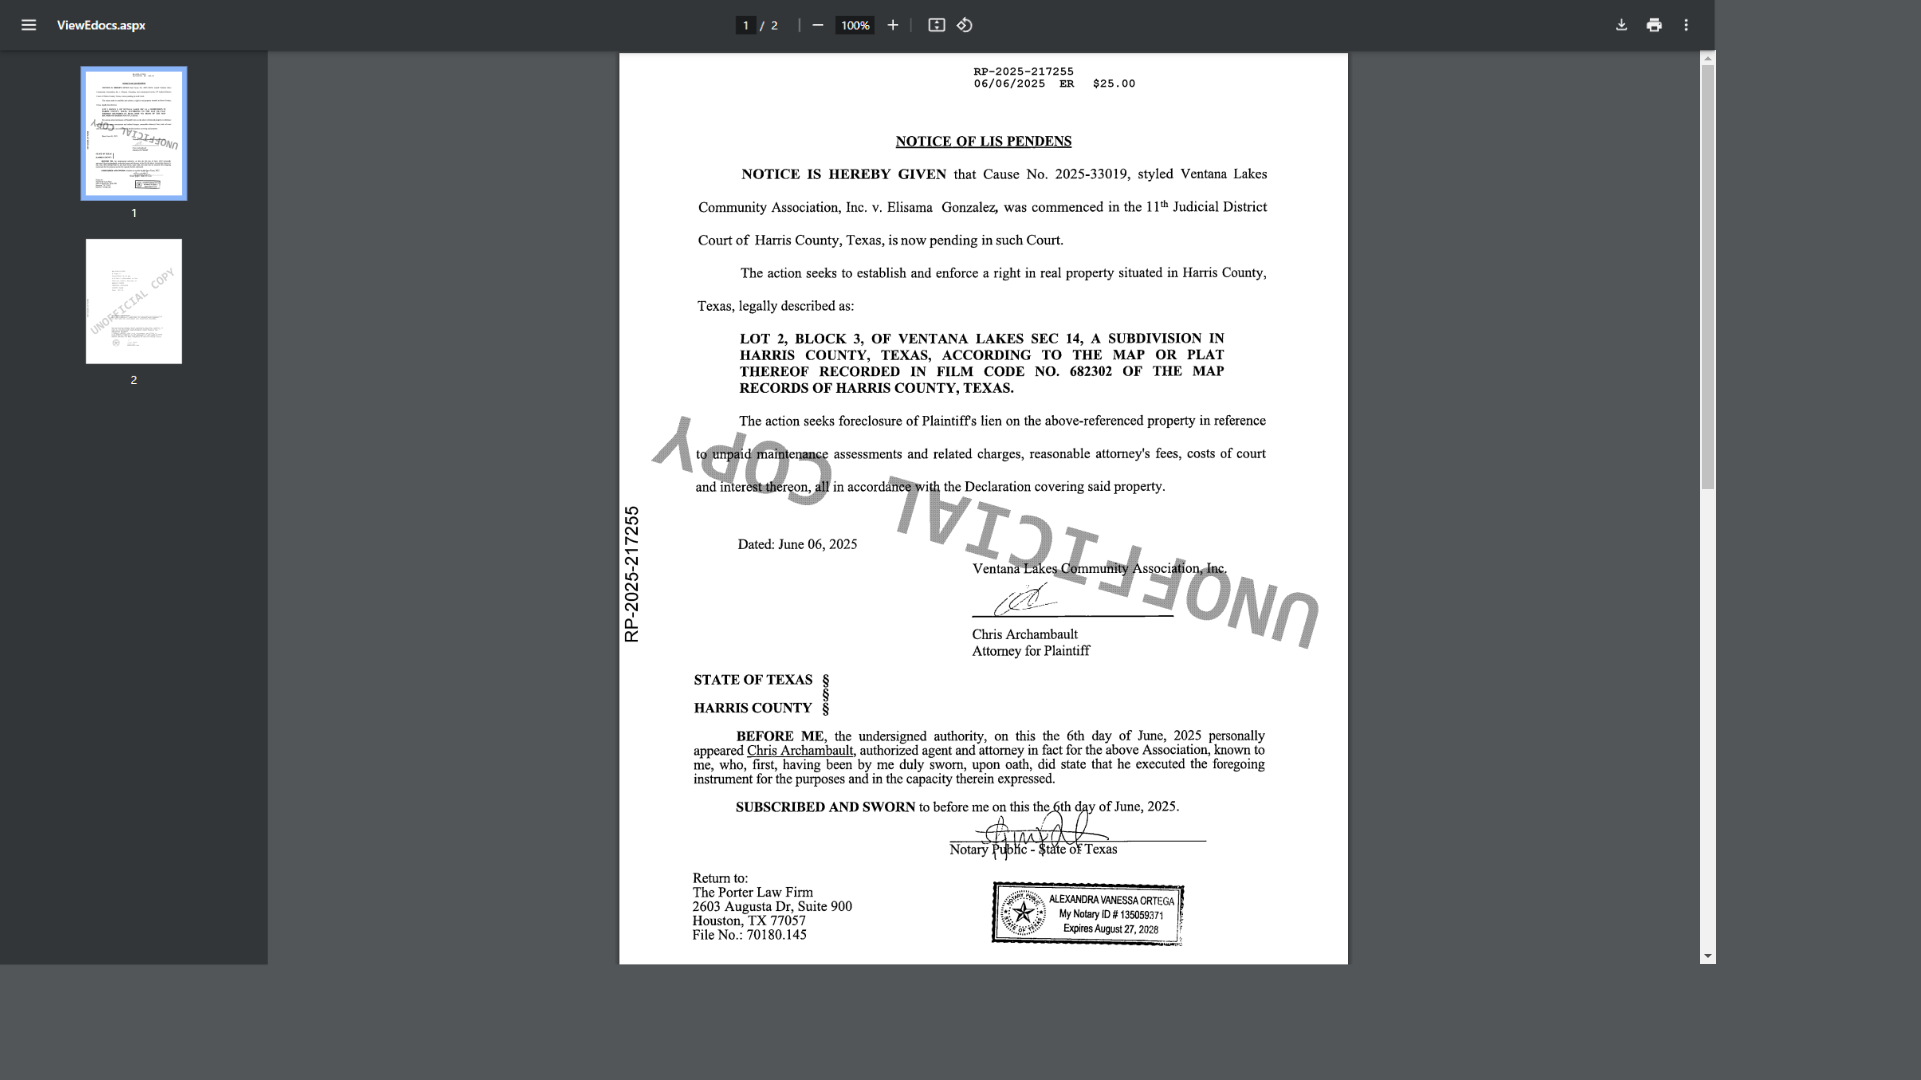 ViewEdocs.aspx
1 / 2
100%
1
2
RP-2025-217255
06/06/2025 ER $25.00
NOTICE OF LIS PENDENS
NOTICE IS HEREBY GIVEN that Cause No. 2025-33019, styled Ventana Lakes
Community Association, Inc. v. Elisama Gonzalez, was commenced in the 11th Judicial District
Court of Harris County, Texas, is now pending in such Court.
The action seeks to establish and enforce a right in real property situated in Harris County,
Texas, legally described as:
LOT 2, BLOCK 3, OF VENTANA LAKES SEC 14, A SUBDIVISION IN
HARRIS COUNTY, TEXAS, ACCORDING TO THE MAP OR PLAT
THEREOF RECORDED IN FILM CODE NO. 682302 OF THE MAP
RECORDS OF HARRIS COUNTY, TEXAS.
The action seeks foreclosure of Plaintiff's lien on the above-referenced property in reference
to unpaid maintenance assessments and related charges, reasonable attorney's fees, costs of court
and interest thereon, all in accordance with the Declaration covering said property.
UNOFFICIAL COPY
RP-2025-217255
Dated: June 06, 2025
Ventana Lakes Community Association, Inc.
Chris Archambault
Attorney for Plaintiff
STATE OF TEXAS §
§
HARRIS COUNTY §
BEFORE ME, the undersigned authority, on this the 6th day of June, 2025 personally
appeared Chris Archambault, authorized agent and attorney in fact for the above Association, known to
me, who, first, having been by me duly sworn, upon oath, did state that he executed the foregoing
instrument for the purposes and in the capacity therein expressed.
SUBSCRIBED AND SWORN to before me on this the 6th day of June, 2025.
Notary Public - State of Texas
Return to:
The Porter Law Firm
2603 Augusta Dr, Suite 900
Houston, TX 77057
File No.: 70180.145
ALEXANDRA VANESSA ORTEGA
My Notary ID # 135059371
Expires August 27, 2028
UNOFFICIAL COPY
UNOFFICIAL COPY